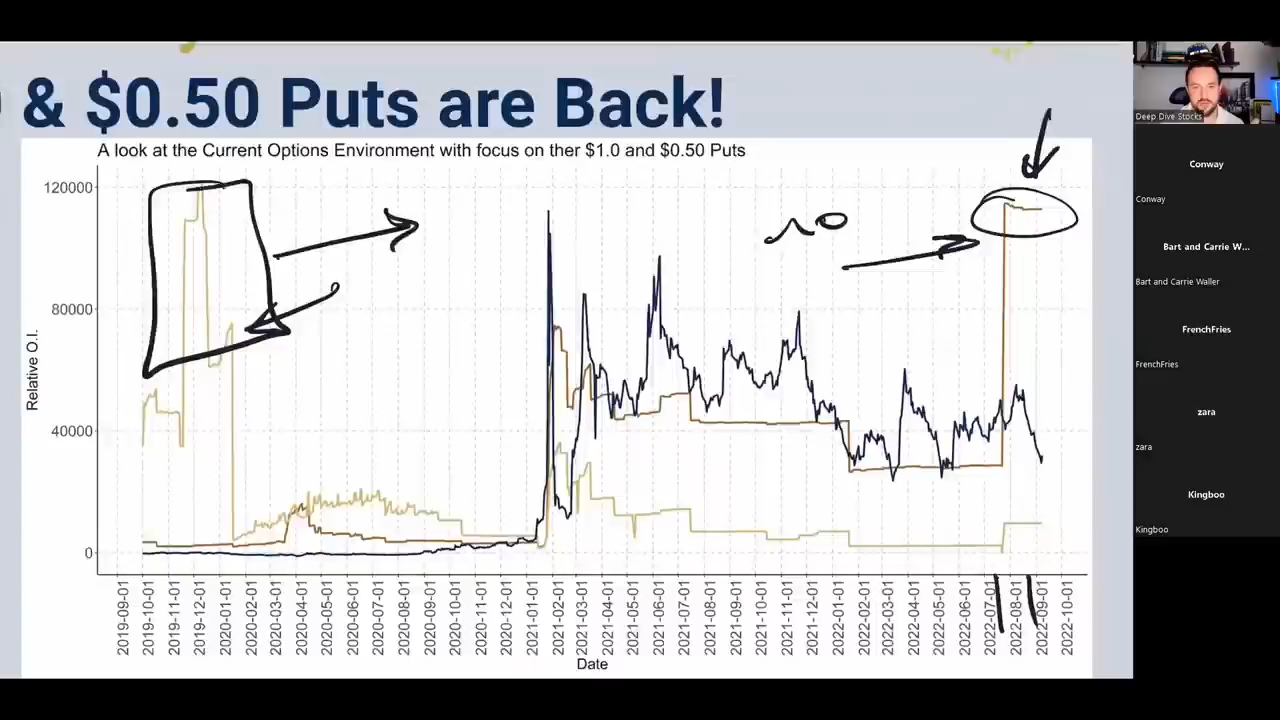 & $0.50 Puts are Back!
A look at the Current Options Environment with focus on ther $1.0 and $0.50 Puts
120000
80000
40000
0
Relative O.I.
2019-09-01
2019-10-01
2019-11-01
2019-12-01
2020-01-01
2020-02-01
2020-03-01
2020-04-01
2020-05-01
2020-06-01
2020-07-01
2020-08-01
2020-09-01
2020-10-01
2020-11-01
2020-12-01
2021-01-01
2021-02-01
2021-03-01
2021-04-01
2021-05-01
2021-06-01
2021-07-01
2021-08-01
2021-09-01
2021-10-01
2021-11-01
2021-12-01
2022-01-01
2022-02-01
2022-03-01
2022-04-01
2022-05-01
2022-06-01
2022-07-01
2022-08-01
2022-09-01
2022-10-01
Date
Deep Dive Stocks
Conway
Conway
Bart and Carrie W...
Bart and Carrie Waller
FrenchFries
FrenchFries
zara
zara
Kingboo
Kingboo